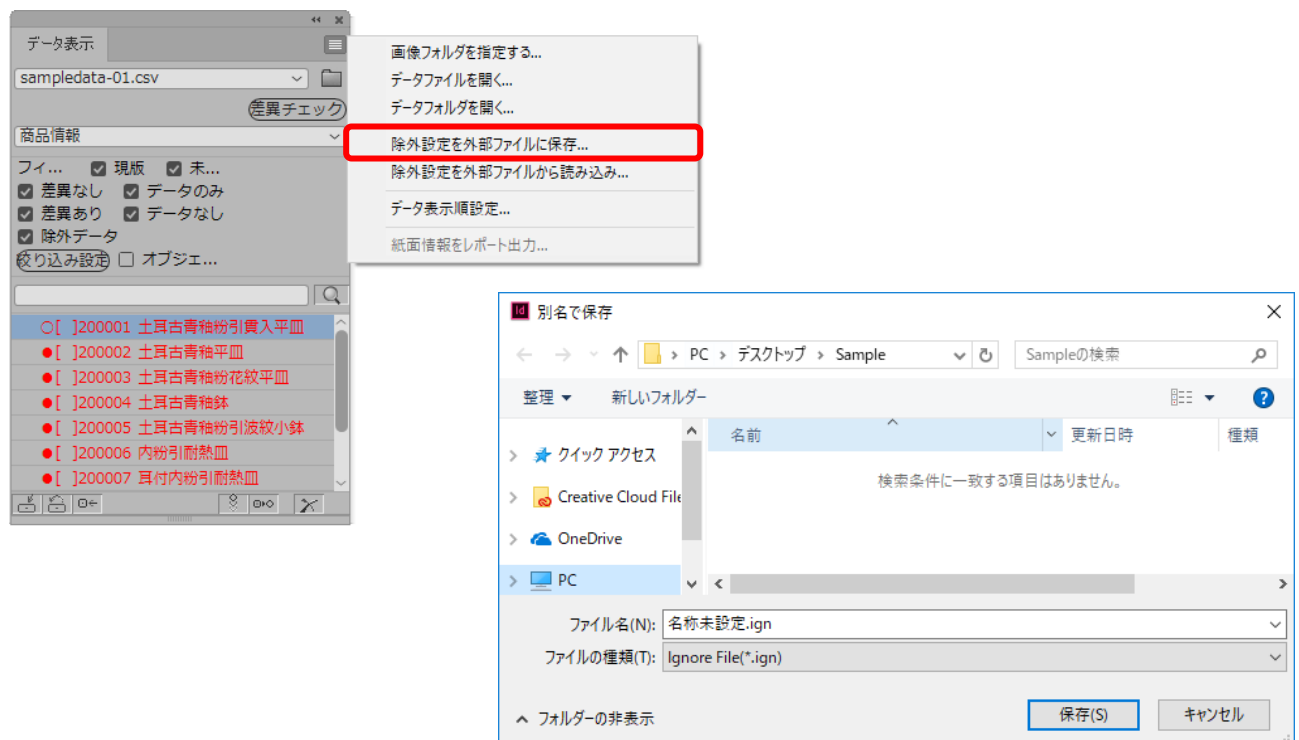 データ表示
sampledata-01.csv
差異チェック
商品情報
フィ... 現版 未...
差異なし データのみ
差異あり データなし
除外データ
絞り込み設定 オブジェ...
○[ ]200001 土耳古青釉粉引貫入平皿
●[ ]200002 土耳古青釉平皿
●[ ]200003 土耳古青釉粉花紋平皿
●[ ]200004 土耳古青釉鉢
●[ ]200005 土耳古青釉粉引波紋小鉢
●[ ]200006 内粉引耐熱皿
●[ ]200007 耳付内粉引耐熱皿
画像フォルダを指定する...
データファイルを開く...
データフォルダを開く...
除外設定を外部ファイルに保存...
除外設定を外部ファイルから読み込み...
データ表示順設定...
紙面情報をレポート出力...
Id 別名で保存
PC › デスクトップ › Sample
Sampleの検索
整理 新しいフォルダー
名前 更新日時 種類
検索条件に一致する項目はありません。
クイック アクセス
Creative Cloud File
OneDrive
PC
ファイル名(N): 名称未設定.ign
ファイルの種類(T): Ignore File(*.ign)
フォルダーの非表示
保存(S) キャンセル